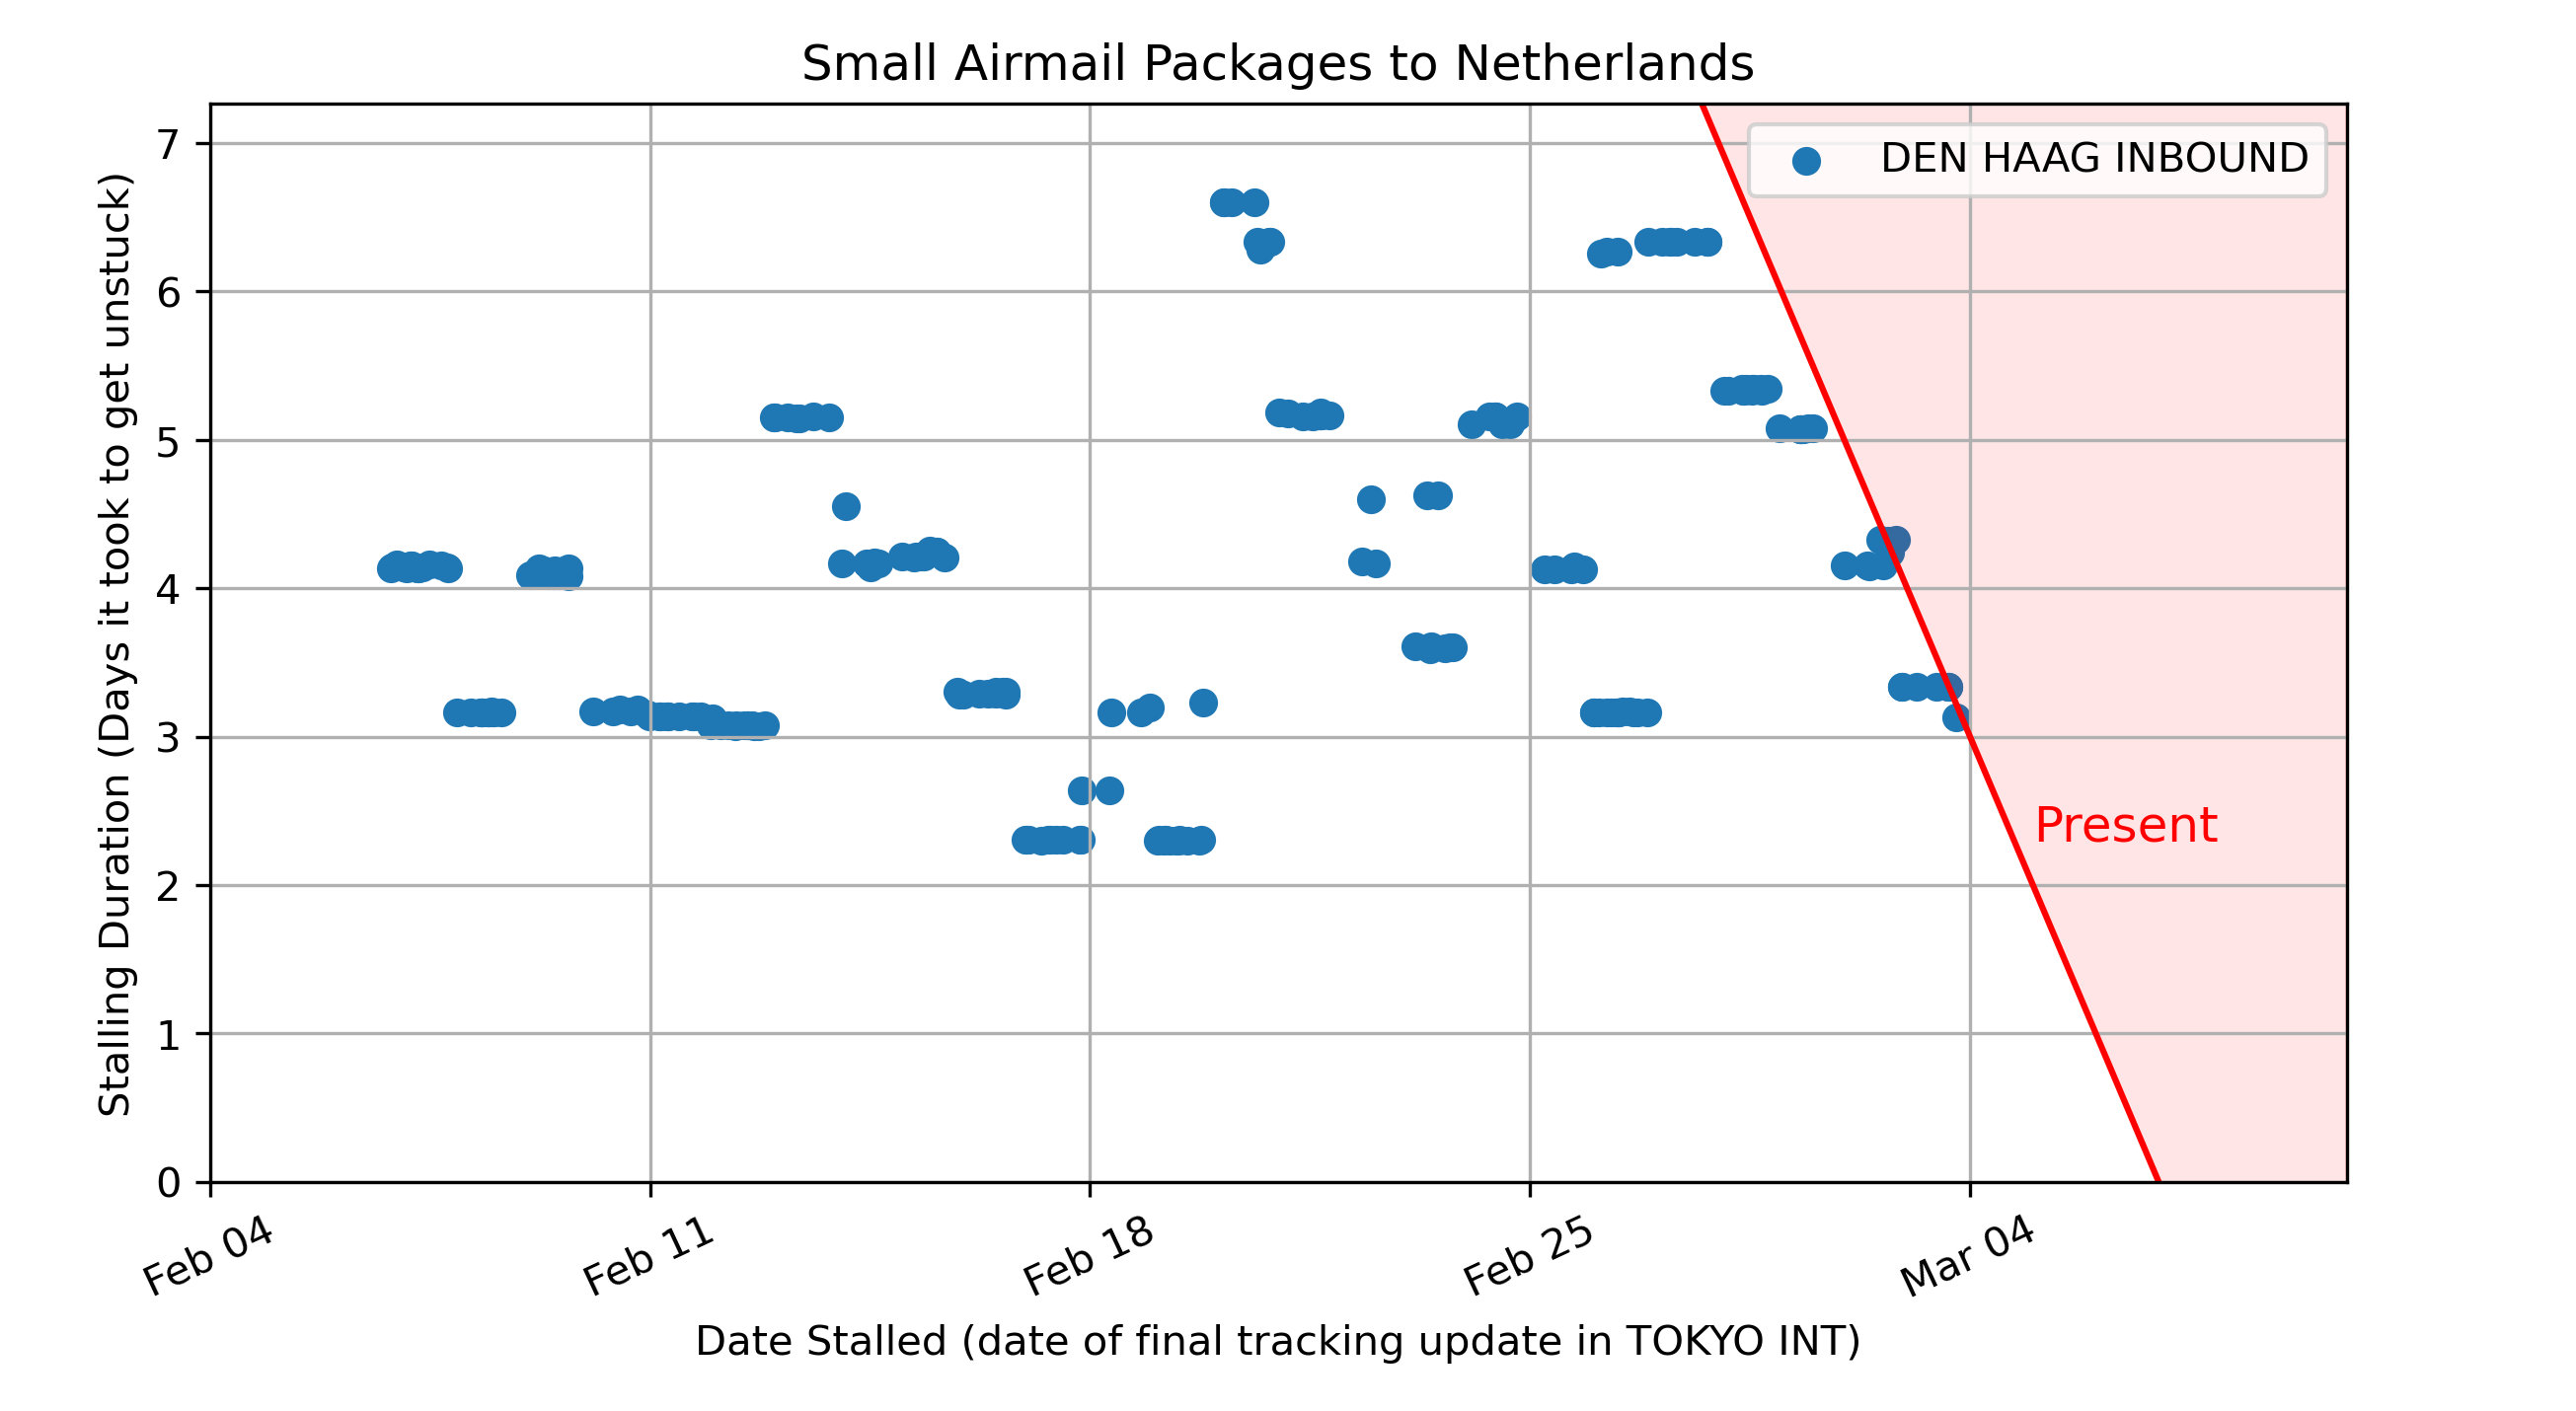 Small Airmail Packages to Netherlands
DEN HAAG INBOUND
Stalling Duration (Days it took to get unstuck)
7
6
5
4
3
2
1
0
Present
Feb 04
Feb 11
Feb 18
Feb 25
Mar 04
Date Stalled (date of final tracking update in TOKYO INT)